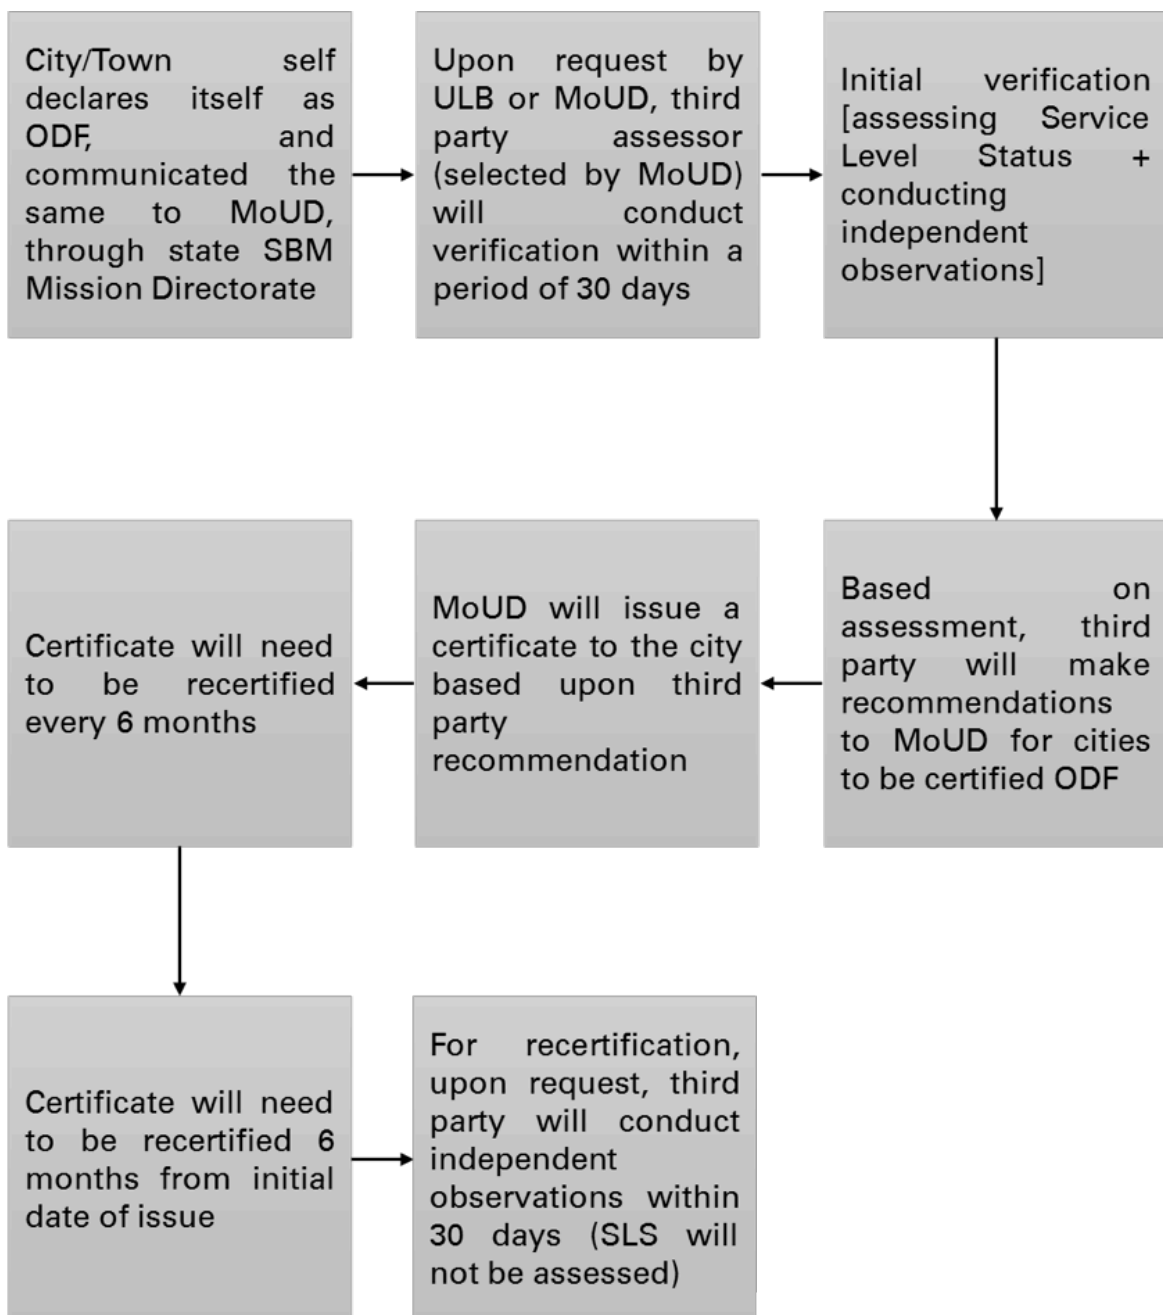 City/Town self
declares itself as
ODF, and
communicated the
same to MoUD,
through state SBM
Mission Directorate
Upon request by
ULB or MoUD, third
party assessor
(selected by MoUD)
will conduct
verification within a
period of 30 days
Initial verification
[assessing Service
Level Status +
conducting
independent
observations]
Based on
assessment, third
party will make
recommendations
to MoUD for cities
to be certified ODF
MoUD will issue a
certificate to the city
based upon third
party
recommendation
Certificate will need
to be recertified
every 6 months
Certificate will need
to be recertified 6
months from initial
date of issue
For recertification,
upon request, third
party will conduct
independent
observations within
30 days (SLS will
not be assessed)